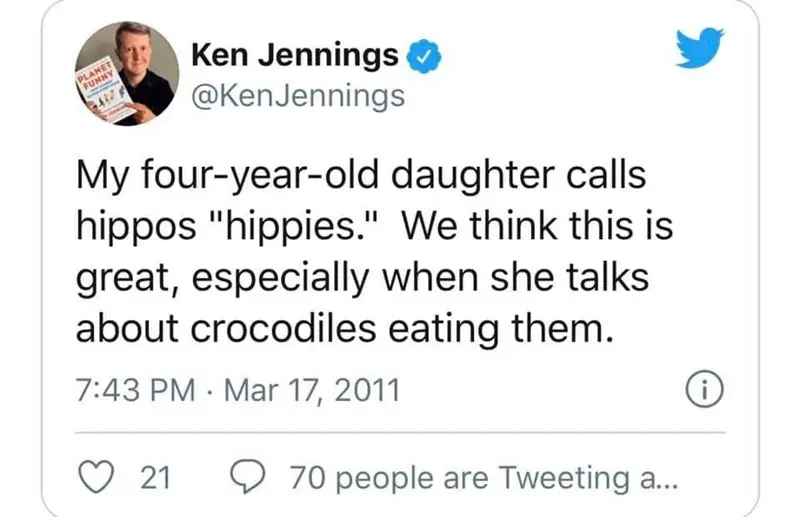 PLANET
FUNNY
Ken Jennings
@KenJennings
My four-year-old daughter calls
hippos "hippies."  We think this is
great, especially when she talks
about crocodiles eating them.
7:43 PM · Mar 17, 2011
21 70 people are Tweeting a...